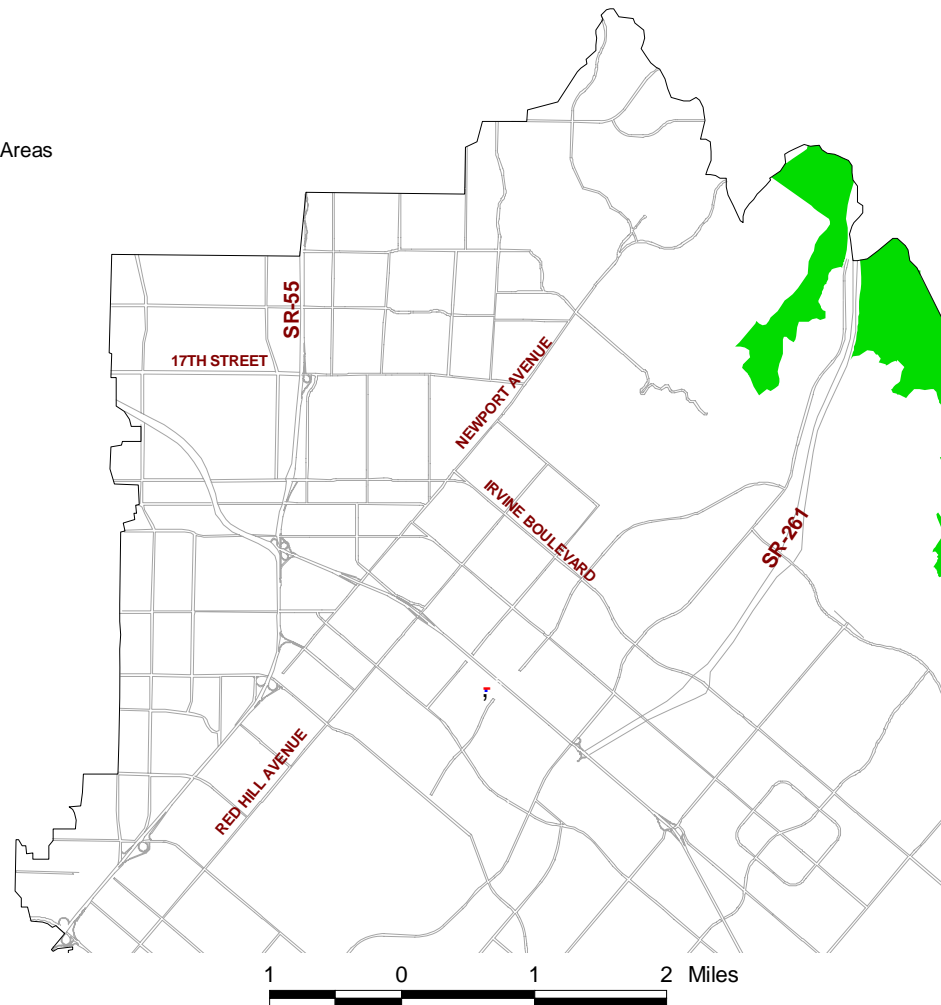 Areas
SR-55
17TH STREET
NEWPORT AVENUE
IRVINE BOULEVARD
SR-261
RED HILL AVENUE
1 0 1 2 Miles